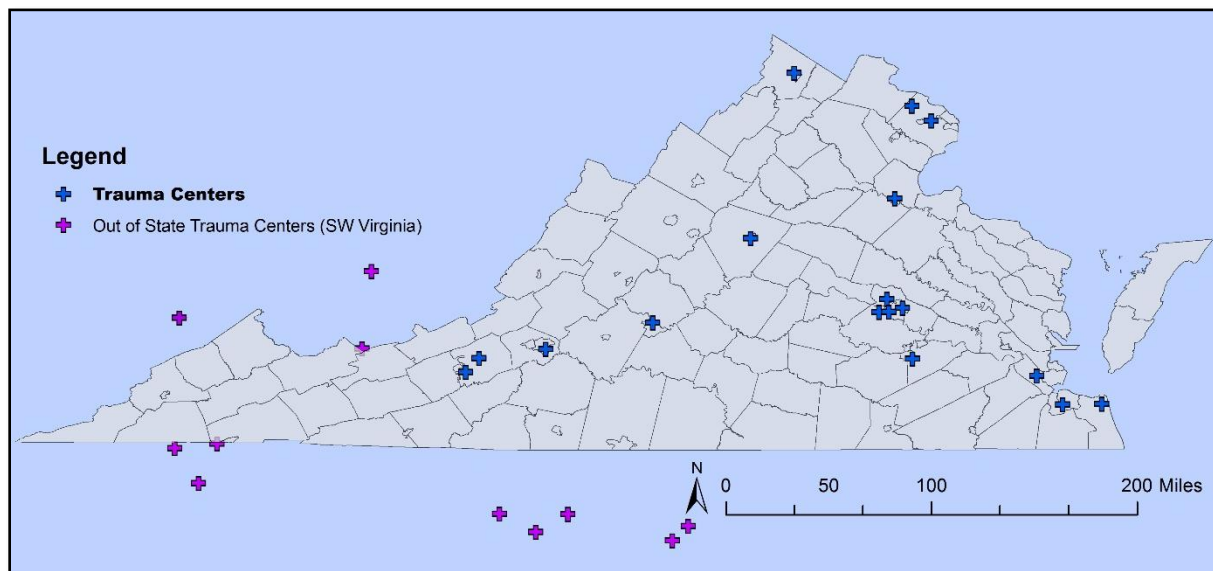 Legend
Trauma Centers
Out of State Trauma Centers (SW Virginia)
N
0 50 100 200 Miles